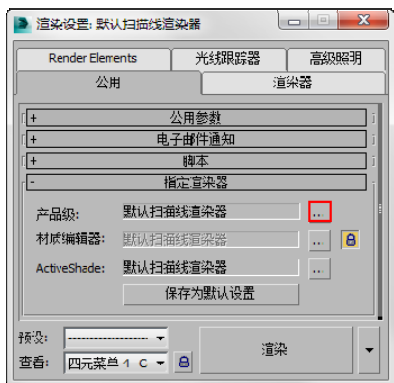 渲染设置: 默认扫描线渲染器
Render Elements 光线跟踪器 高级照明
公用 渲染器
+ 公用参数
+ 电子邮件通知
+ 脚本
- 指定渲染器
产品级: 默认扫描线渲染器 ...
材质编辑器: 默认扫描线渲染器 ...
ActiveShade: 默认扫描线渲染器 ...
保存为默认设置
预设: -------------------
渲染
查看: 四元菜单 4 C